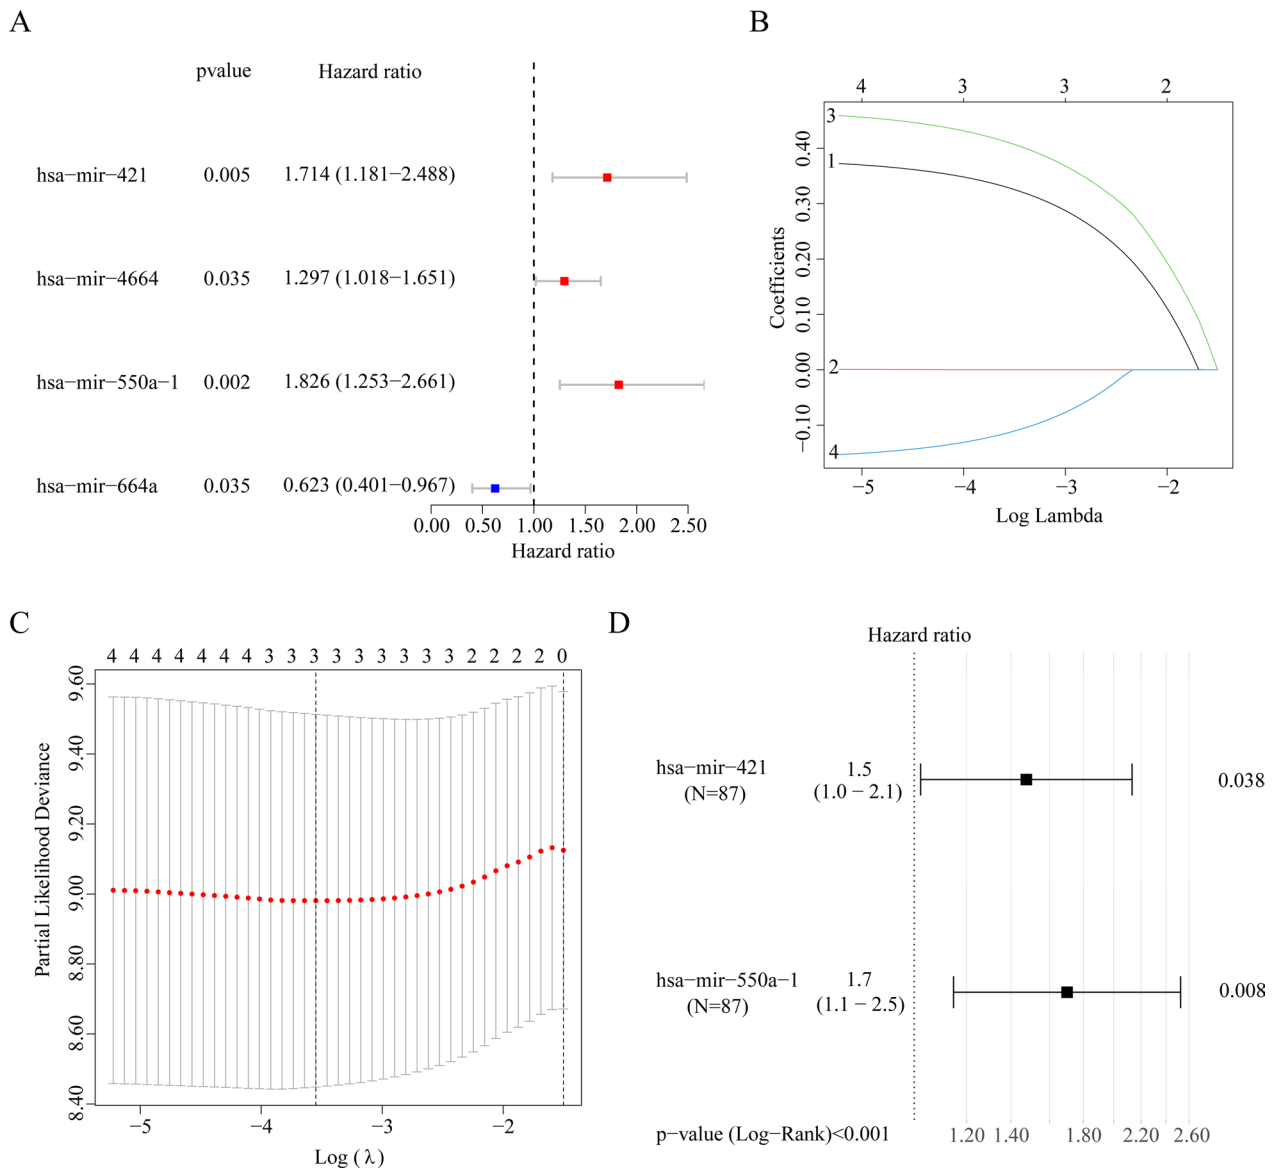 A
pvalue Hazard ratio
hsa−mir−421 0.005 1.714 (1.181−2.488)
hsa−mir−4664 0.035 1.297 (1.018−1.651)
hsa−mir−550a−1 0.002 1.826 (1.253−2.661)
hsa−mir−664a 0.035 0.623 (0.401−0.967)
0.00 0.50 1.00 1.50 2.00 2.50
Hazard ratio
B
4 3 3 2
0.40
0.30
0.20
0.10
0.00
−0.10
Coefficients
3
1
2
4
−5 −4 −3 −2
Log Lambda
C
4 4 4 4 4 4 4 3 3 3 3 3 3 3 3 3 2 2 2 2 0
9.60
9.40
9.20
9.00
8.80
8.60
8.40
Partial Likelihood Deviance
−5 −4 −3 −2
Log (λ)
D
Hazard ratio
hsa−mir−421 1.5
(N=87) (1.0 − 2.1) 0.038
hsa−mir−550a−1 1.7
(N=87) (1.1 − 2.5) 0.008
p−value (Log−Rank)<0.001
1.20 1.40 1.80 2.20 2.60